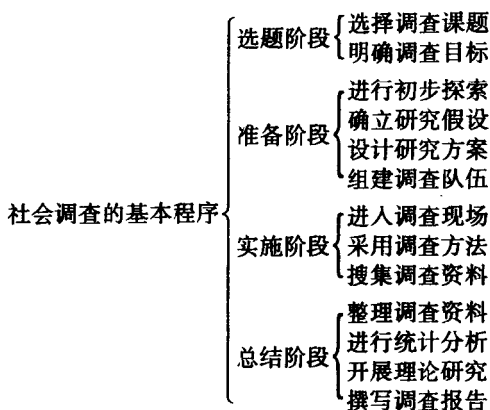 社会调查的基本程序
选题阶段
选择调查课题
明确调查目标
准备阶段
进行初步探索
确立研究假设
设计研究方案
组建调查队伍
实施阶段
进入调查现场
采用调查方法
搜集调查资料
总结阶段
整理调查资料
进行统计分析
开展理论研究
撰写调查报告